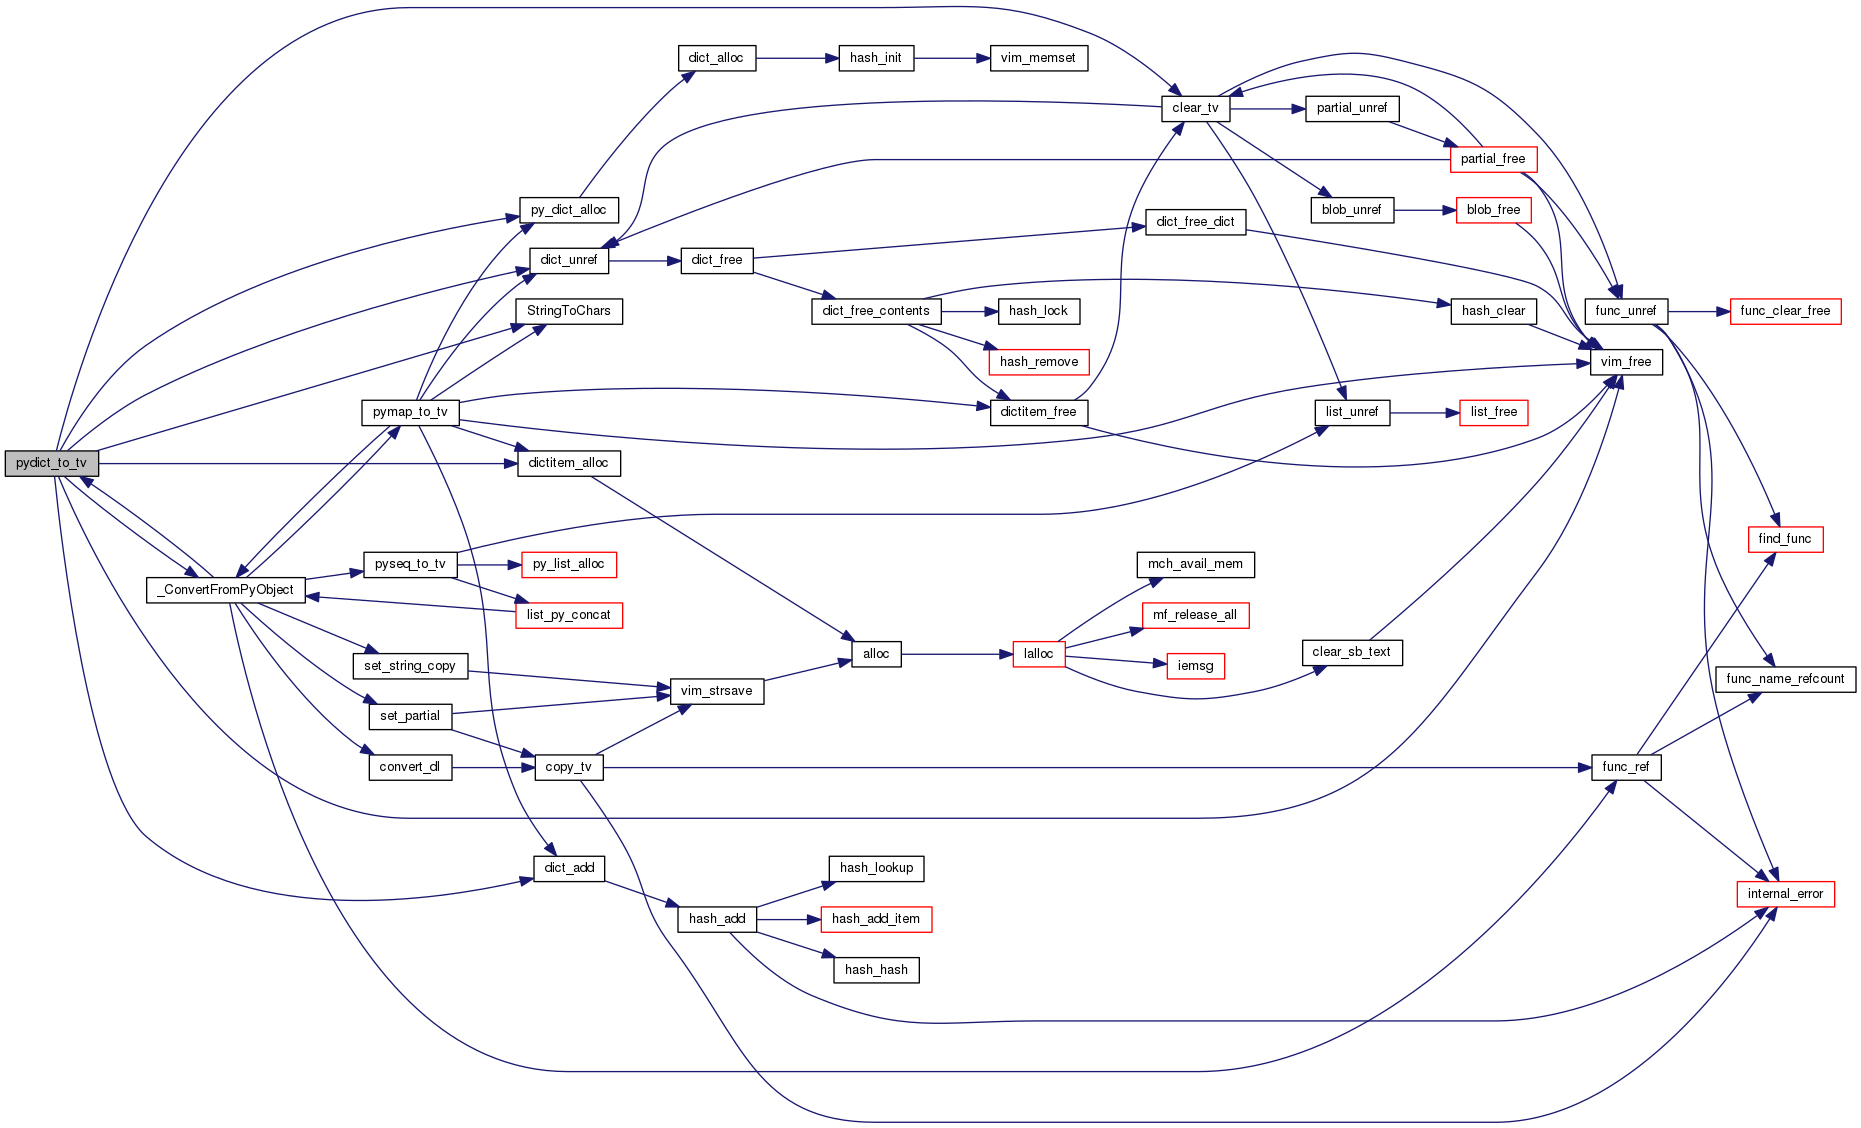 dict_alloc
hash_init
vim_memset
clear_tv
partial_unref
partial_free
py_dict_alloc
blob_unref
blob_free
dict_free_dict
dict_unref
dict_free
StringToChars
dict_free_contents
hash_lock
hash_clear
func_unref
func_clear_free
hash_remove
vim_free
pymap_to_tv
dictitem_free
list_unref
list_free
pydict_to_tv
dictitem_alloc
find_func
pyseq_to_tv
py_list_alloc
mch_avail_mem
_ConvertFromPyObject
list_py_concat
mf_release_all
set_string_copy
alloc
lalloc
iemsg
clear_sb_text
func_name_refcount
vim_strsave
set_partial
convert_dl
copy_tv
func_ref
dict_add
hash_lookup
internal_error
hash_add
hash_add_item
hash_hash